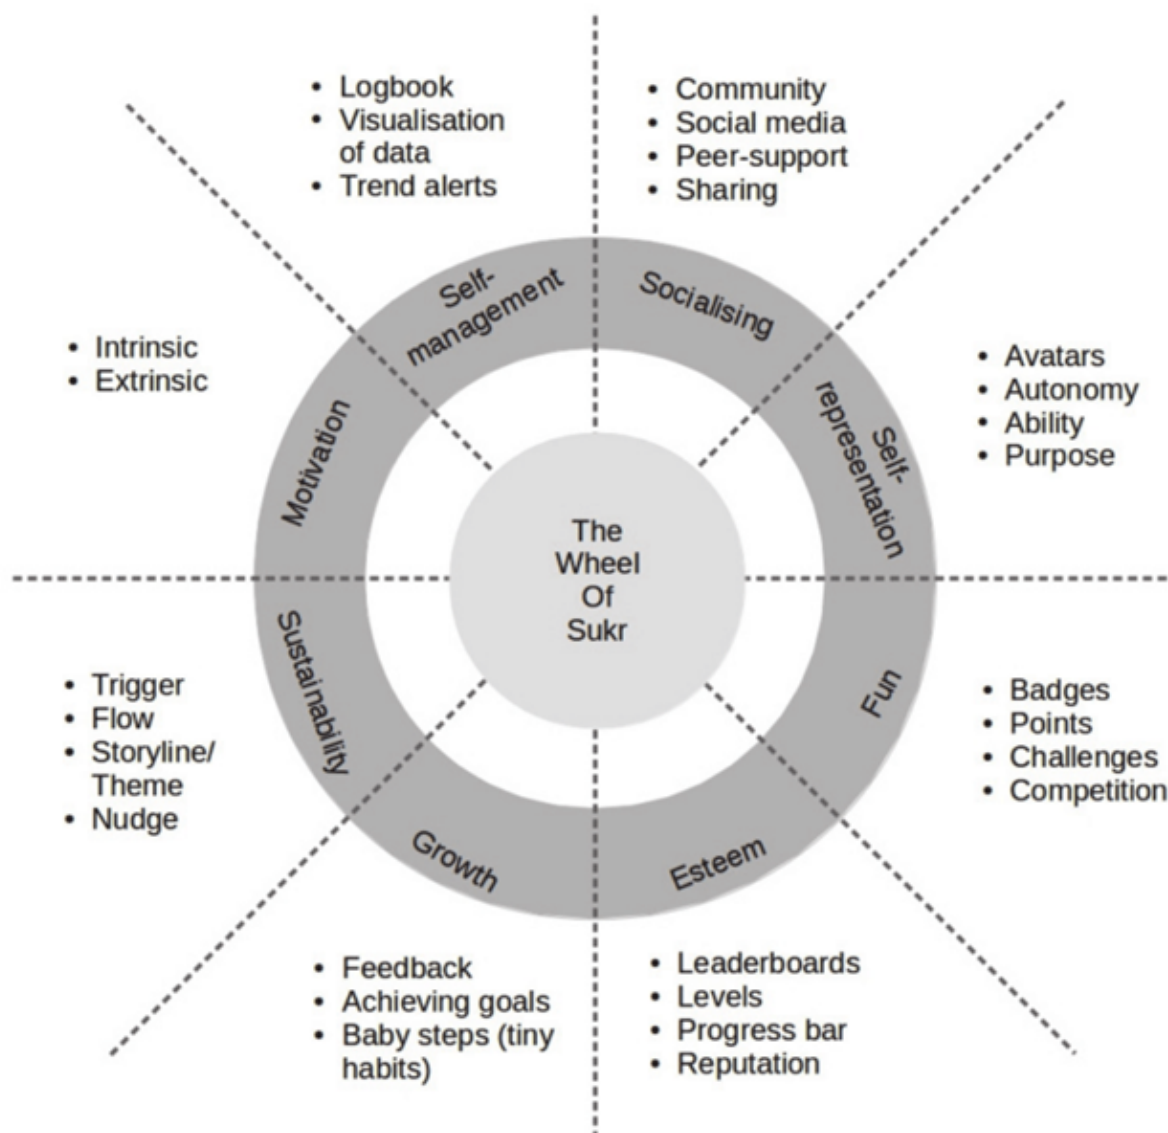 • Logbook
• Visualisation
of data
• Trend alerts
• Community
• Social media
• Peer-support
• Sharing
Self-
management
Socialising
• Intrinsic
• Extrinsic
Motivation
Self-
representation
• Avatars
• Autonomy
• Ability
• Purpose
The
Wheel
Of
Sukr
Sustainability
• Trigger
• Flow
• Storyline/
Theme
• Nudge
Fun
• Badges
• Points
• Challenges
• Competition
Growth
Esteem
• Feedback
• Achieving goals
• Baby steps (tiny
habits)
• Leaderboards
• Levels
• Progress bar
• Reputation